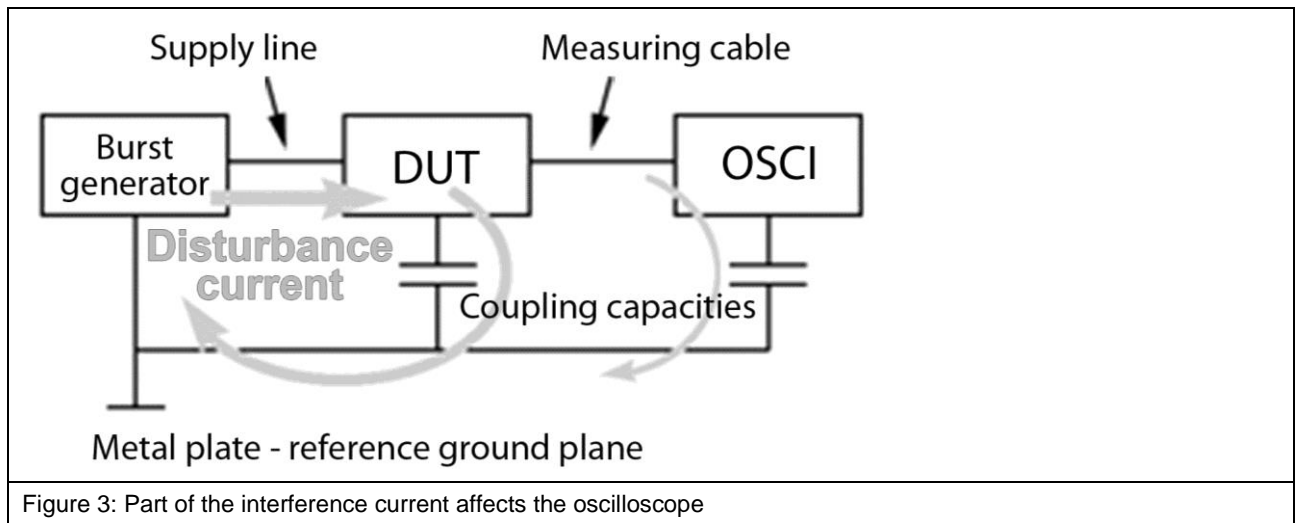 Supply line
Measuring cable
Burst
generator
DUT
OSCI
Disturbance
current
Coupling capacities
Metal plate - reference ground plane
Figure 3: Part of the interference current affects the oscilloscope